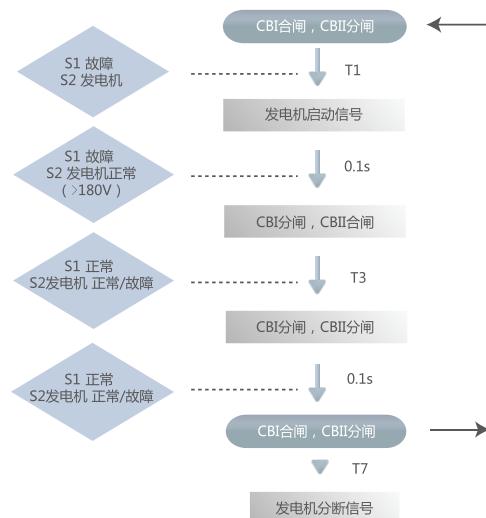 CBI合闸，CBII分闸
S1 故障
S2 发电机
T1
发电机启动信号
S1 故障
S2 发电机正常
（>180V）
0.1s
CBI分闸，CBII合闸
S1 正常
S2发电机 正常/故障
T3
CBI分闸，CBII分闸
S1 正常
S2发电机 正常/故障
0.1s
CBI合闸，CBII分闸
T7
发电机分断信号